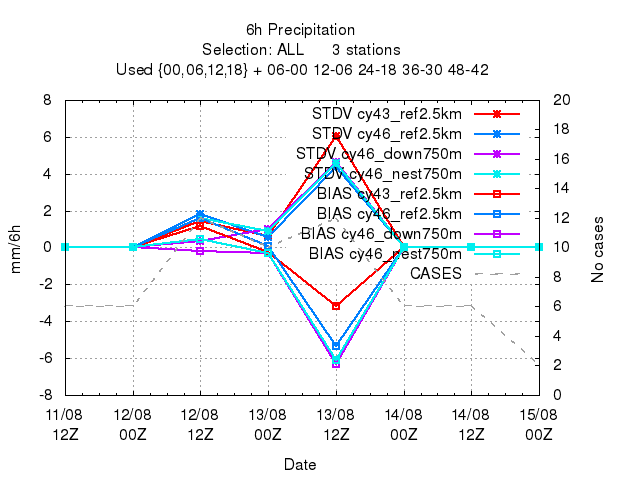 6h Precipitation
Selection: ALL 3 stations
Used {00,06,12,18} + 06-00 12-06 24-18 36-30 48-42
STDV cy43_ref2.5km
STDV cy46_ref2.5km
STDV cy46_down750m
STDV cy46_nest750m
BIAS cy43_ref2.5km
BIAS cy46_ref2.5km
BIAS cy46_down750m
BIAS cy46_nest750m
CASES
mm/6h
8
6
4
2
0
-2
-4
-6
-8
No cases
20
18
16
14
12
10
8
6
4
2
0
11/08 12/08 12/08 13/08 13/08 14/08 14/08 15/08
12Z 00Z 12Z 00Z 12Z 00Z 12Z 00Z
Date